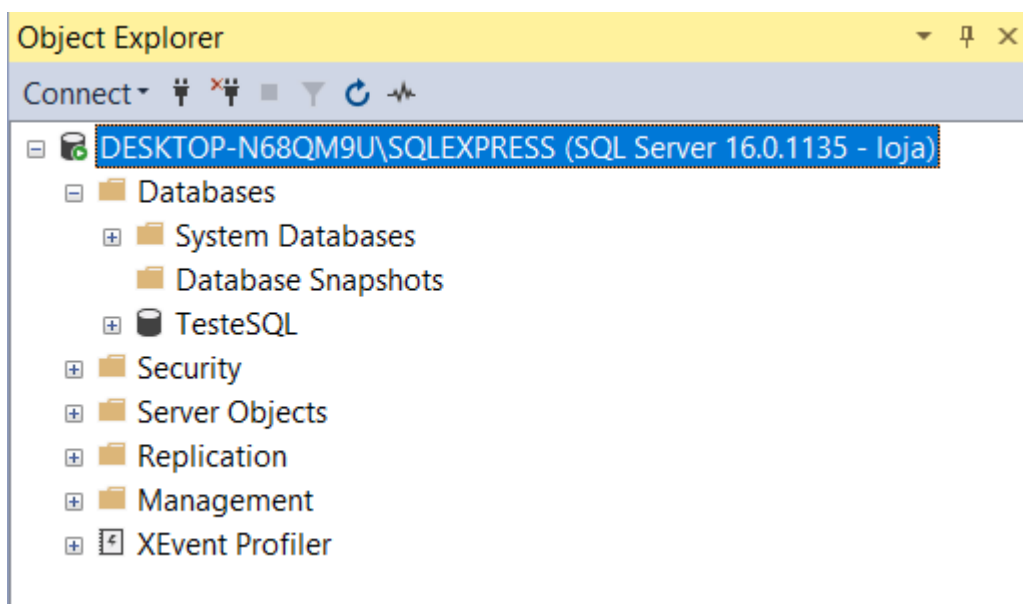 Object Explorer
Connect
DESKTOP-N68QM9U\SQLEXPRESS (SQL Server 16.0.1135 - loja)
Databases
System Databases
Database Snapshots
TesteSQL
Security
Server Objects
Replication
Management
XEvent Profiler